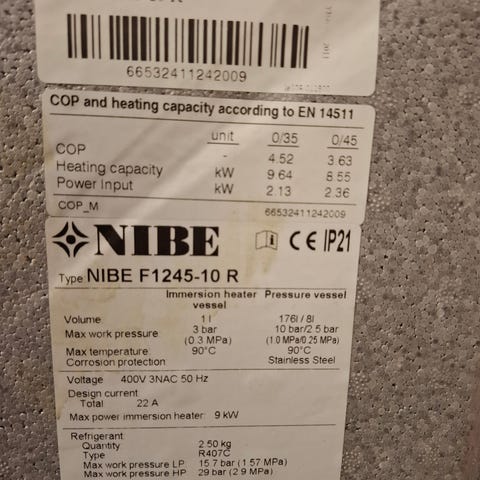 66532411242009
COP and heating capacity according to EN 14511
unit 0/35 0/45
COP - 4.52 3.63
Heating capacity kW 9.64 8.55
Power Input kW 2.13 2.36
COP_M 66532411242009
NIBE CE IP21
Type NIBE F1245-10 R
Immersion heater Pressure vessel
vessel
Volume: 1 l 176l / 8l
Max work pressure: 3 bar 10 bar/2.5 bar
(0.3 MPa) (1.0 MPa/0.25 MPa)
Max temperature: 90°C 90°C
Corrosion protection Stainless Steel
Voltage 400V 3NAC 50 Hz
Design current
Total 22 A
Max power immersion heater: 9 kW
Refrigerant
Quantity 2.50 kg
Type R407C
Max work pressure LP 15.7 bar (1.57 MPa)
Max work pressure HP 29 bar (2.9 MPa)